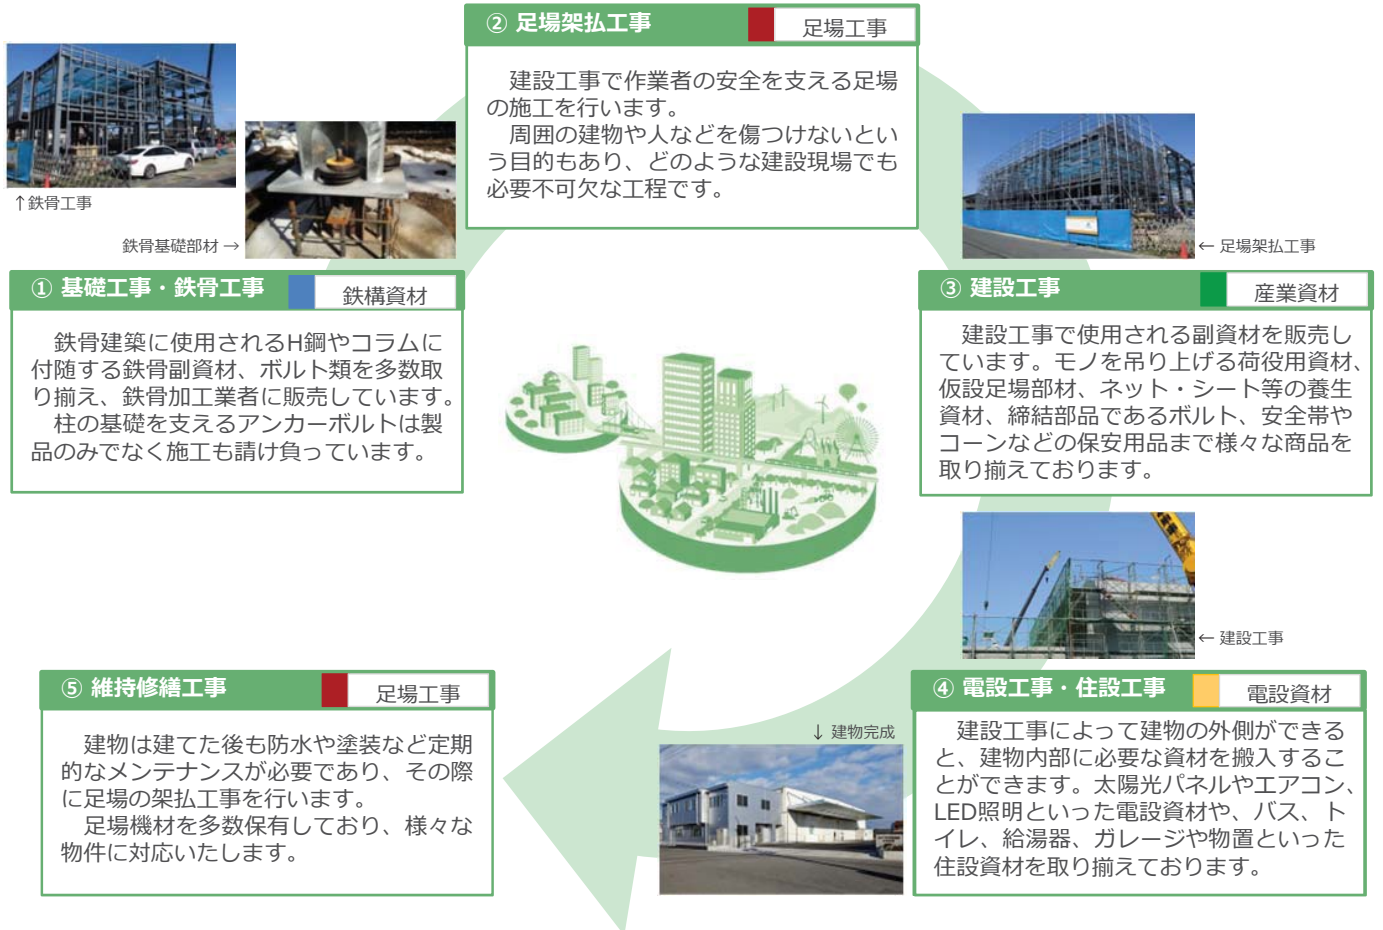 ② 足場架払工事
足場工事
建設工事で作業者の安全を支える足場
の施工を行います。
周囲の建物や人などを傷つけないとい
う目的もあり、どのような建設現場でも
必要不可欠な工程です。
↑鉄骨工事
鉄骨基礎部材→
← 足場架払工事
① 基礎工事・鉄骨工事
鉄構資材
鉄骨建築に使用されるH鋼やコラムに
付随する鉄骨副資材、ボルト類を多数取
り揃え、鉄骨加工業者に販売しています。
柱の基礎を支えるアンカーボルトは製
品のみでなく施工も請け負っています。
③ 建設工事
産業資材
建設工事で使用される副資材を販売し
ています。モノを吊り上げる荷役用資材、
仮設足場部材、ネット・シート等の養生
資材、締結部品であるボルト、安全帯や
コーンなどの保安用品まで様々な商品を
取り揃えております。
← 建設工事
④ 電設工事・住設工事
電設資材
建設工事によって建物の外側ができる
と、建物内部に必要な資材を搬入するこ
とができます。太陽光パネルやエアコン、
LED照明といった電設資材や、バス、ト
イレ、給湯器、ガレージや物置といった
住設資材を取り揃えております。
↓ 建物完成
⑤ 維持修繕工事
足場工事
建物は建てた後も防水や塗装など定期
的なメンテナンスが必要であり、その際
に足場の架払工事を行います。
足場機材を多数保有しており、様々な
物件に対応いたします。